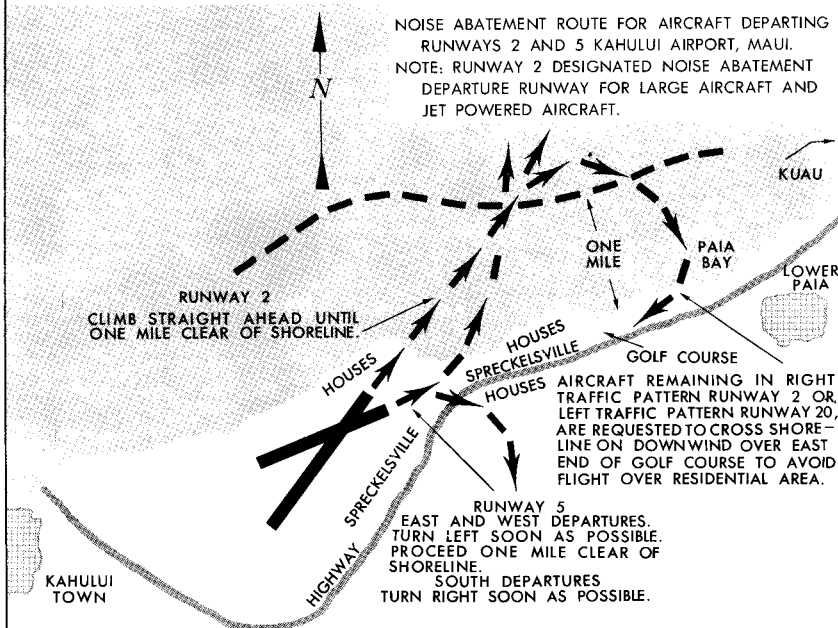 NOISE ABATEMENT ROUTE FOR AIRCRAFT DEPARTING
RUNWAYS 2 AND 5 KAHULUI AIRPORT, MAUI.
NOTE: RUNWAY 2 DESIGNATED NOISE ABATEMENT
DEPARTURE RUNWAY FOR LARGE AIRCRAFT AND
JET POWERED AIRCRAFT.
N
KUAU
ONE
MILE
PAIA
BAY
LOWER
PAIA
RUNWAY 2
CLIMB STRAIGHT AHEAD UNTIL
ONE MILE CLEAR OF SHORELINE.
HOUSES
HOUSES
SPRECKELSVILLE
HOUSES
GOLF COURSE
AIRCRAFT REMAINING IN RIGHT
TRAFFIC PATTERN RUNWAY 2 OR,
LEFT TRAFFIC PATTERN RUNWAY 20,
ARE REQUESTED TO CROSS SHORE-
LINE ON DOWNWIND OVER EAST
END OF GOLF COURSE TO AVOID
FLIGHT OVER RESIDENTIAL AREA.
SPRECKELSVILLE
HIGHWAY
RUNWAY 5
EAST AND WEST DEPARTURES.
TURN LEFT SOON AS POSSIBLE.
PROCEED ONE MILE CLEAR OF
SHORELINE.
SOUTH DEPARTURES
TURN RIGHT SOON AS POSSIBLE.
KAHULUI
TOWN